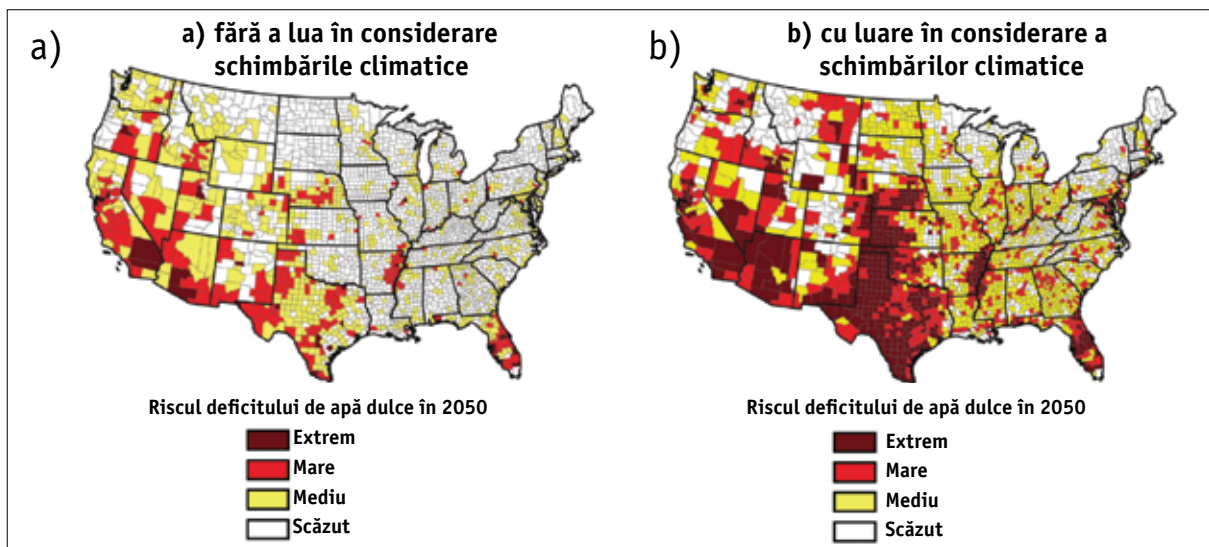 a)
a) fără a lua în considerare
schimbările climatice
Riscul deficitului de apă dulce în 2050
Extrem
Mare
Mediu
Scăzut
b)
b) cu luare în considerare a
schimbărilor climatice
Riscul deficitului de apă dulce în 2050
Extrem
Mare
Mediu
Scăzut